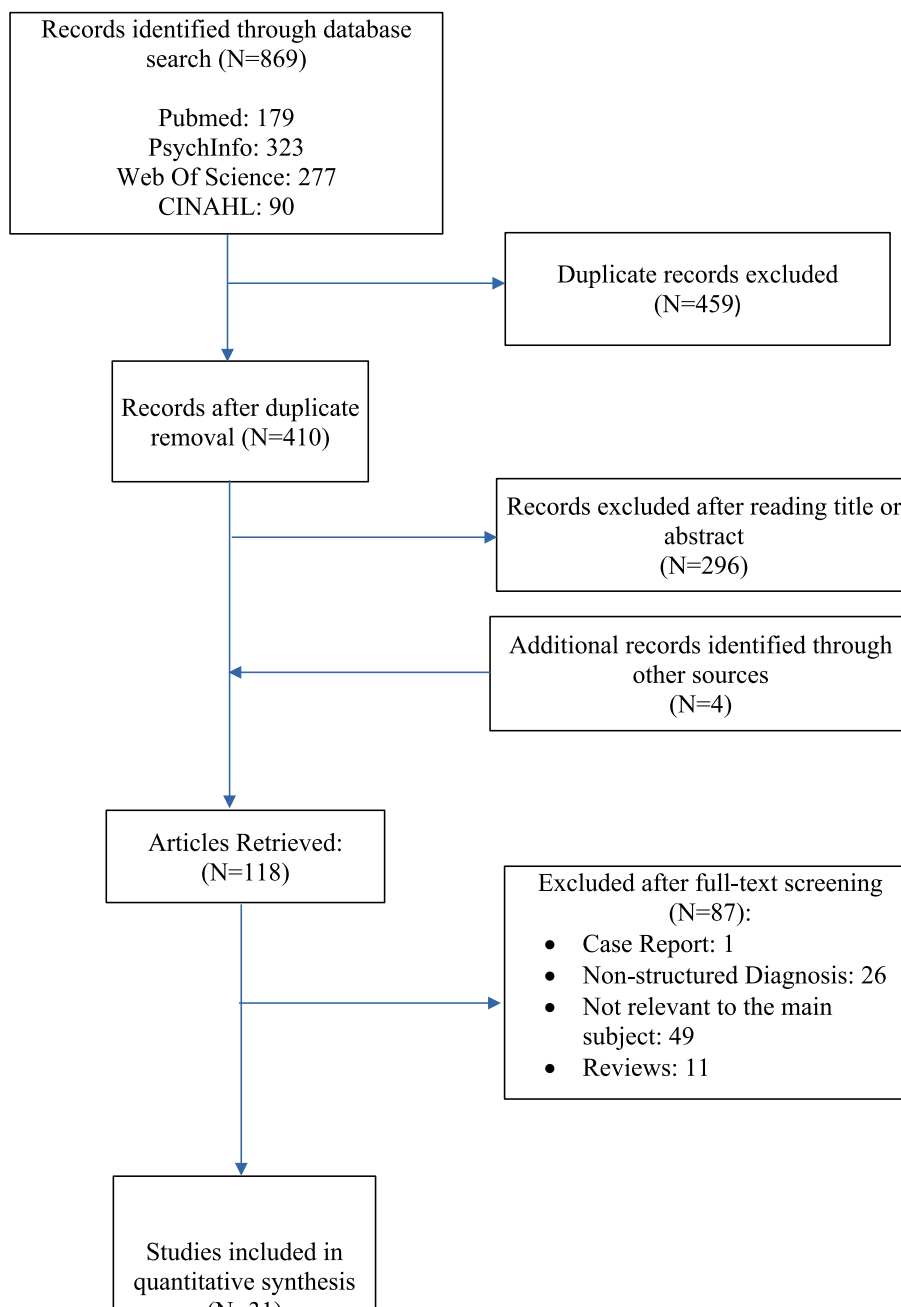 Records identified through database
search (N=869)
Pubmed: 179
PsychInfo: 323
Web Of Science: 277
CINAHL: 90
Duplicate records excluded
(N=459)
Records after duplicate
removal (N=410)
Records excluded after reading title or
abstract
(N=296)
Additional records identified through
other sources
(N=4)
Articles Retrieved:
(N=118)
Excluded after full-text screening
(N=87):
• Case Report: 1
• Non-structured Diagnosis: 26
• Not relevant to the main
subject: 49
• Reviews: 11
Studies included in
quantitative synthesis